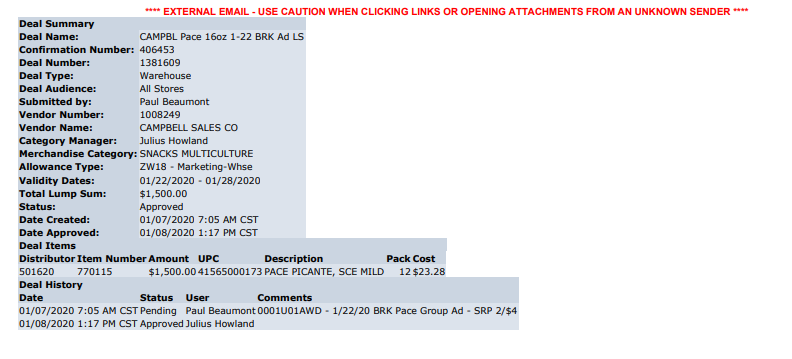 **** EXTERNAL EMAIL - USE CAUTION WHEN CLICKING LINKS OR OPENING ATTACHMENTS FROM AN UNKNOWN SENDER ****
Deal Summary
Deal Name: CAMPBL Pace 16oz 1-22 BRK Ad LS
Confirmation Number: 406453
Deal Number: 1381609
Deal Type: Warehouse
Deal Audience: All Stores
Submitted by: Paul Beaumont
Vendor Number: 1008249
Vendor Name: CAMPBELL SALES CO
Category Manager: Julius Howland
Merchandise Category: SNACKS MULTICULTURE
Allowance Type: ZW18 - Marketing-Whse
Validity Dates: 01/22/2020 - 01/28/2020
Total Lump Sum: $1,500.00
Status: Approved
Date Created: 01/07/2020 7:05 AM CST
Date Approved: 01/08/2020 1:17 PM CST
Deal Items
Distributor Item Number Amount UPC Description Pack Cost
501620 770115 $1,500.00 41565000173 PACE PICANTE, SCE MILD 12 $23.28
Deal History
Date Status User Comments
01/07/2020 7:05 AM CST Pending Paul Beaumont 0001U01AWD - 1/22/20 BRK Pace Group Ad - SRP 2/$4
01/08/2020 1:17 PM CST Approved Julius Howland